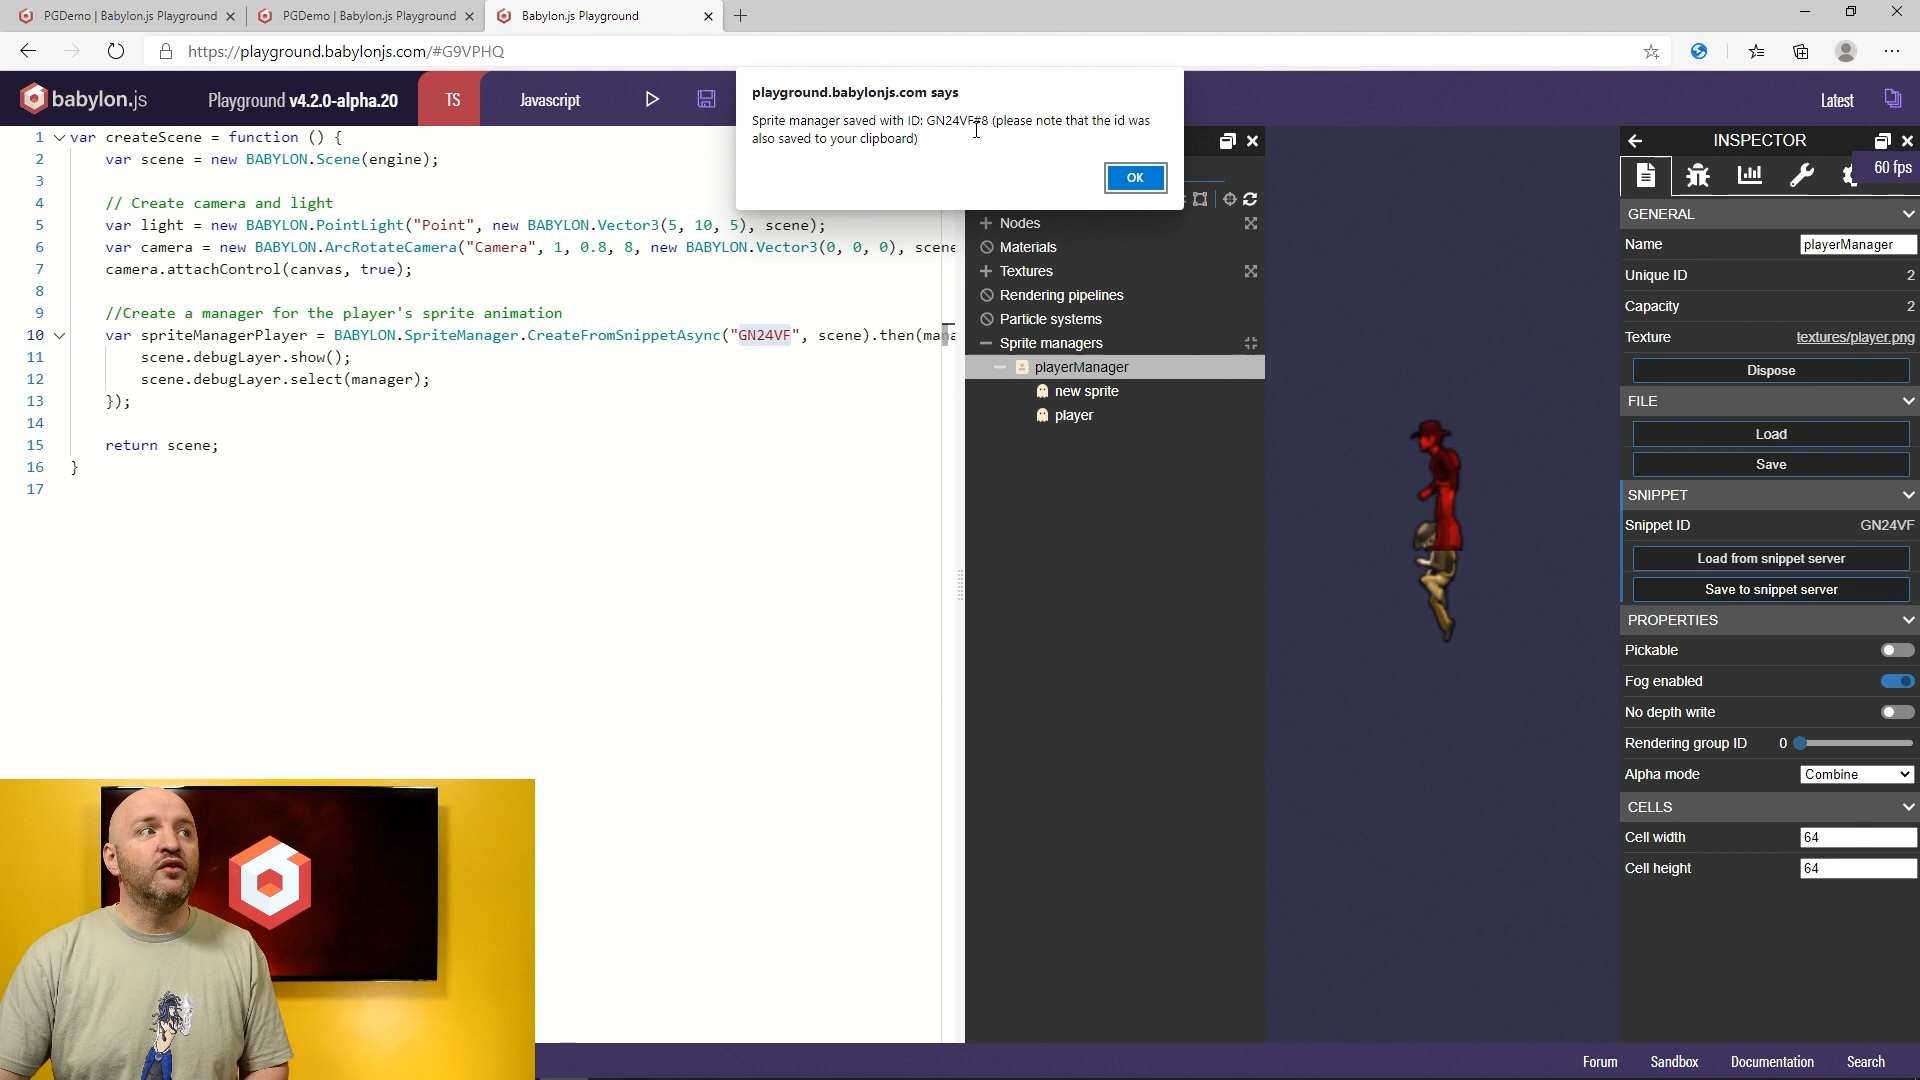 PGDemo | Babylon.js Playground
PGDemo | Babylon.js Playground
Babylon.js Playground
https://playground.babylonjs.com/#G9VPHQ
babylon.js
Playground v4.2.0-alpha.20
TS
Javascript
Latest
playground.babylonjs.com says
Sprite manager saved with ID: GN24VF#8 (please note that the id was
also saved to your clipboard)
OK
1 var createScene = function () {
2 var scene = new BABYLON.Scene(engine);
3
4 // Create camera and light
5 var light = new BABYLON.PointLight("Point", new BABYLON.Vector3(5, 10, 5), scene);
6 var camera = new BABYLON.ArcRotateCamera("Camera", 1, 0.8, 8, new BABYLON.Vector3(0, 0, 0), scene
7 camera.attachControl(canvas, true);
8
9 //Create a manager for the player's sprite animation
10 var spriteManagerPlayer = BABYLON.SpriteManager.CreateFromSnippetAsync("GN24VF", scene).then(mana
11 scene.debugLayer.show();
12 scene.debugLayer.select(manager);
13 });
14
15 return scene;
16 }
17
Nodes
Materials
Textures
Rendering pipelines
Particle systems
Sprite managers
playerManager
new sprite
player
INSPECTOR
60 fps
GENERAL
Name playerManager
Unique ID 2
Capacity 2
Texture textures/player.png
Dispose
FILE
Load
Save
SNIPPET
Snippet ID GN24VF
Load from snippet server
Save to snippet server
PROPERTIES
Pickable
Fog enabled
No depth write
Rendering group ID 0
Alpha mode Combine
CELLS
Cell width 64
Cell height 64
Forum Sandbox Documentation Search